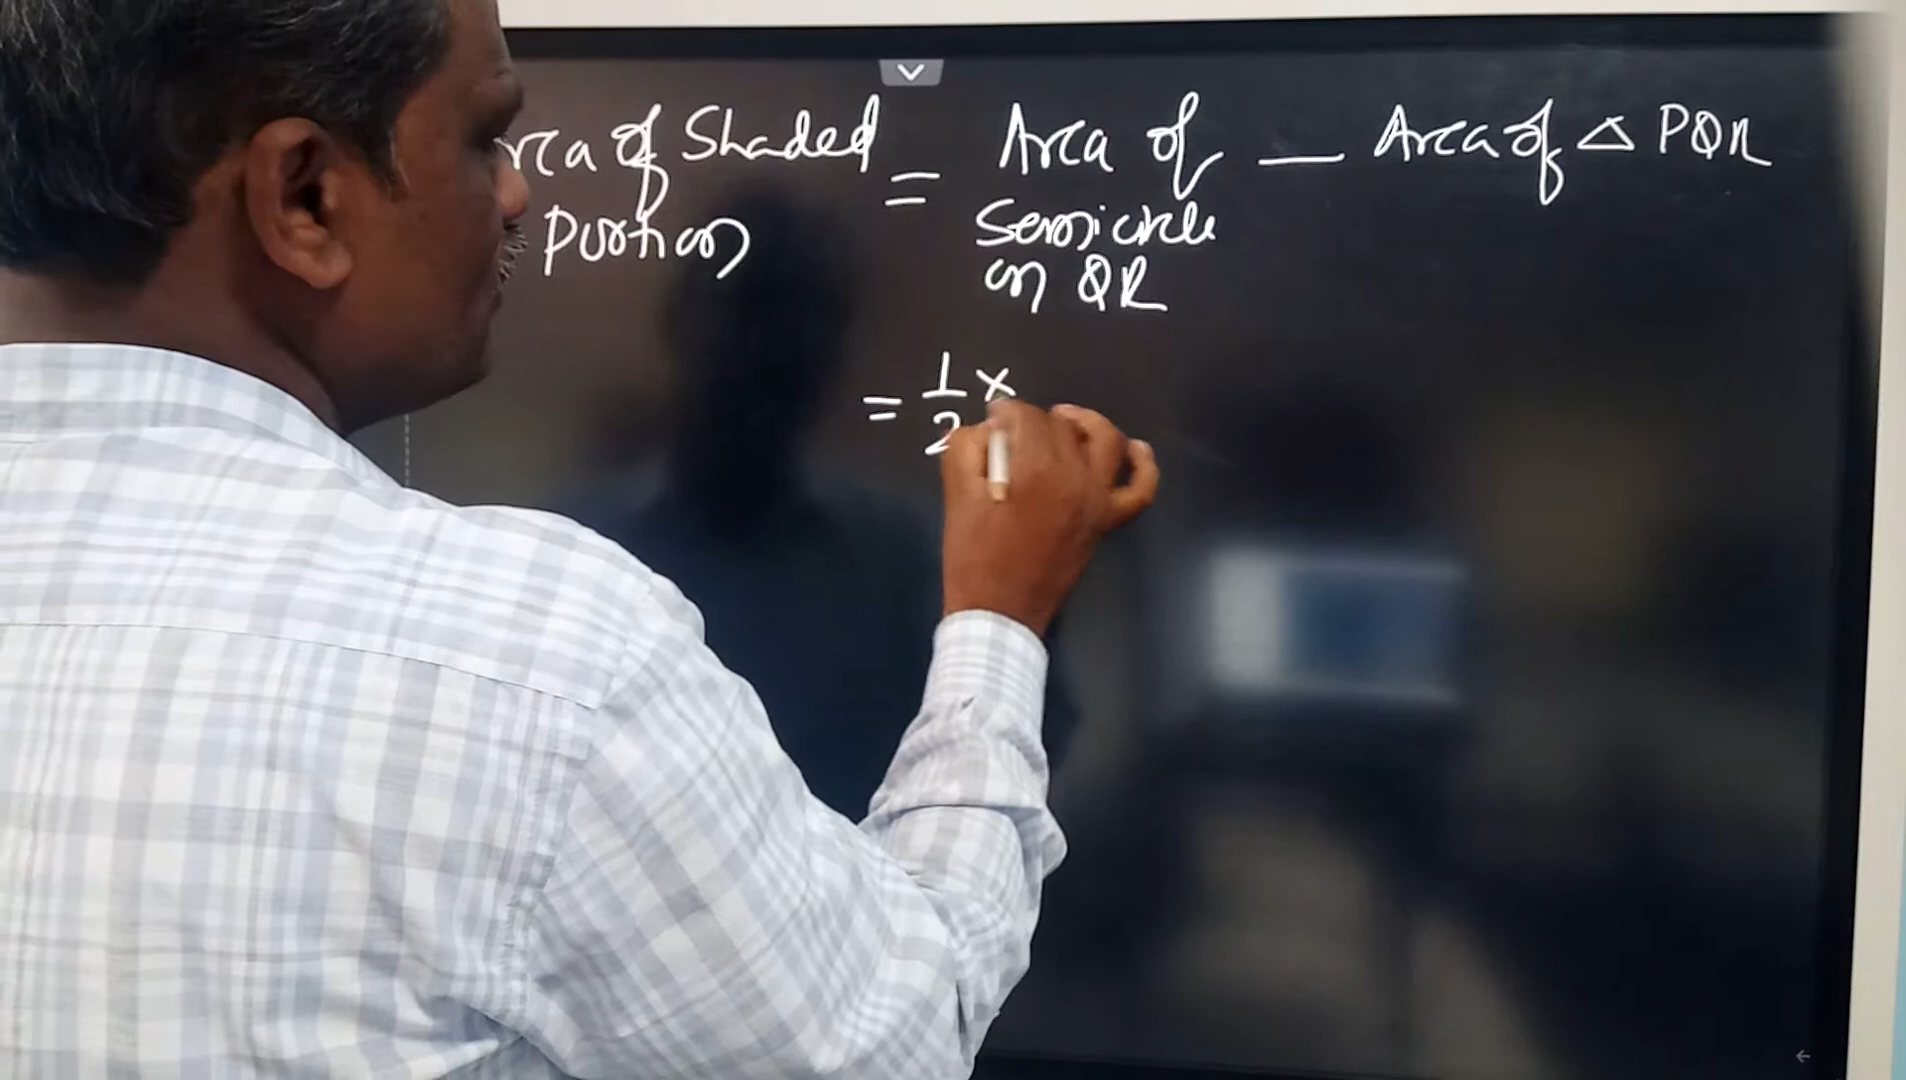 rea of Shaded = Area of — Area of △ PQR
Portion Semicircle
on QR
= 1/2 ×